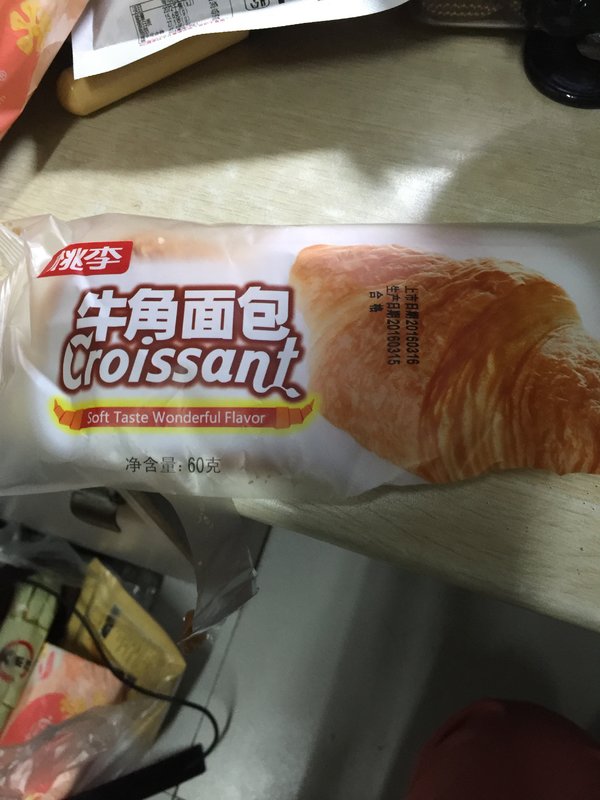 桃李
牛角面包
Croissant
Soft Taste Wonderful Flavor
净含量：60克
上市日期20160316
生产日期20160315
合格